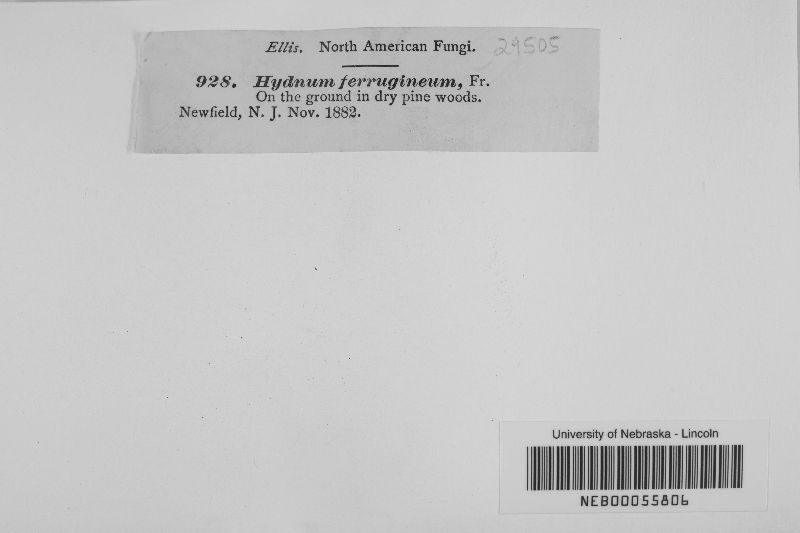 Ellis. North American Fungi. 29505
928. Hydnum ferrugineum, Fr.
On the ground in dry pine woods.
Newfield, N. J. Nov. 1882.
University of Nebraska - Lincoln
NEB00055806